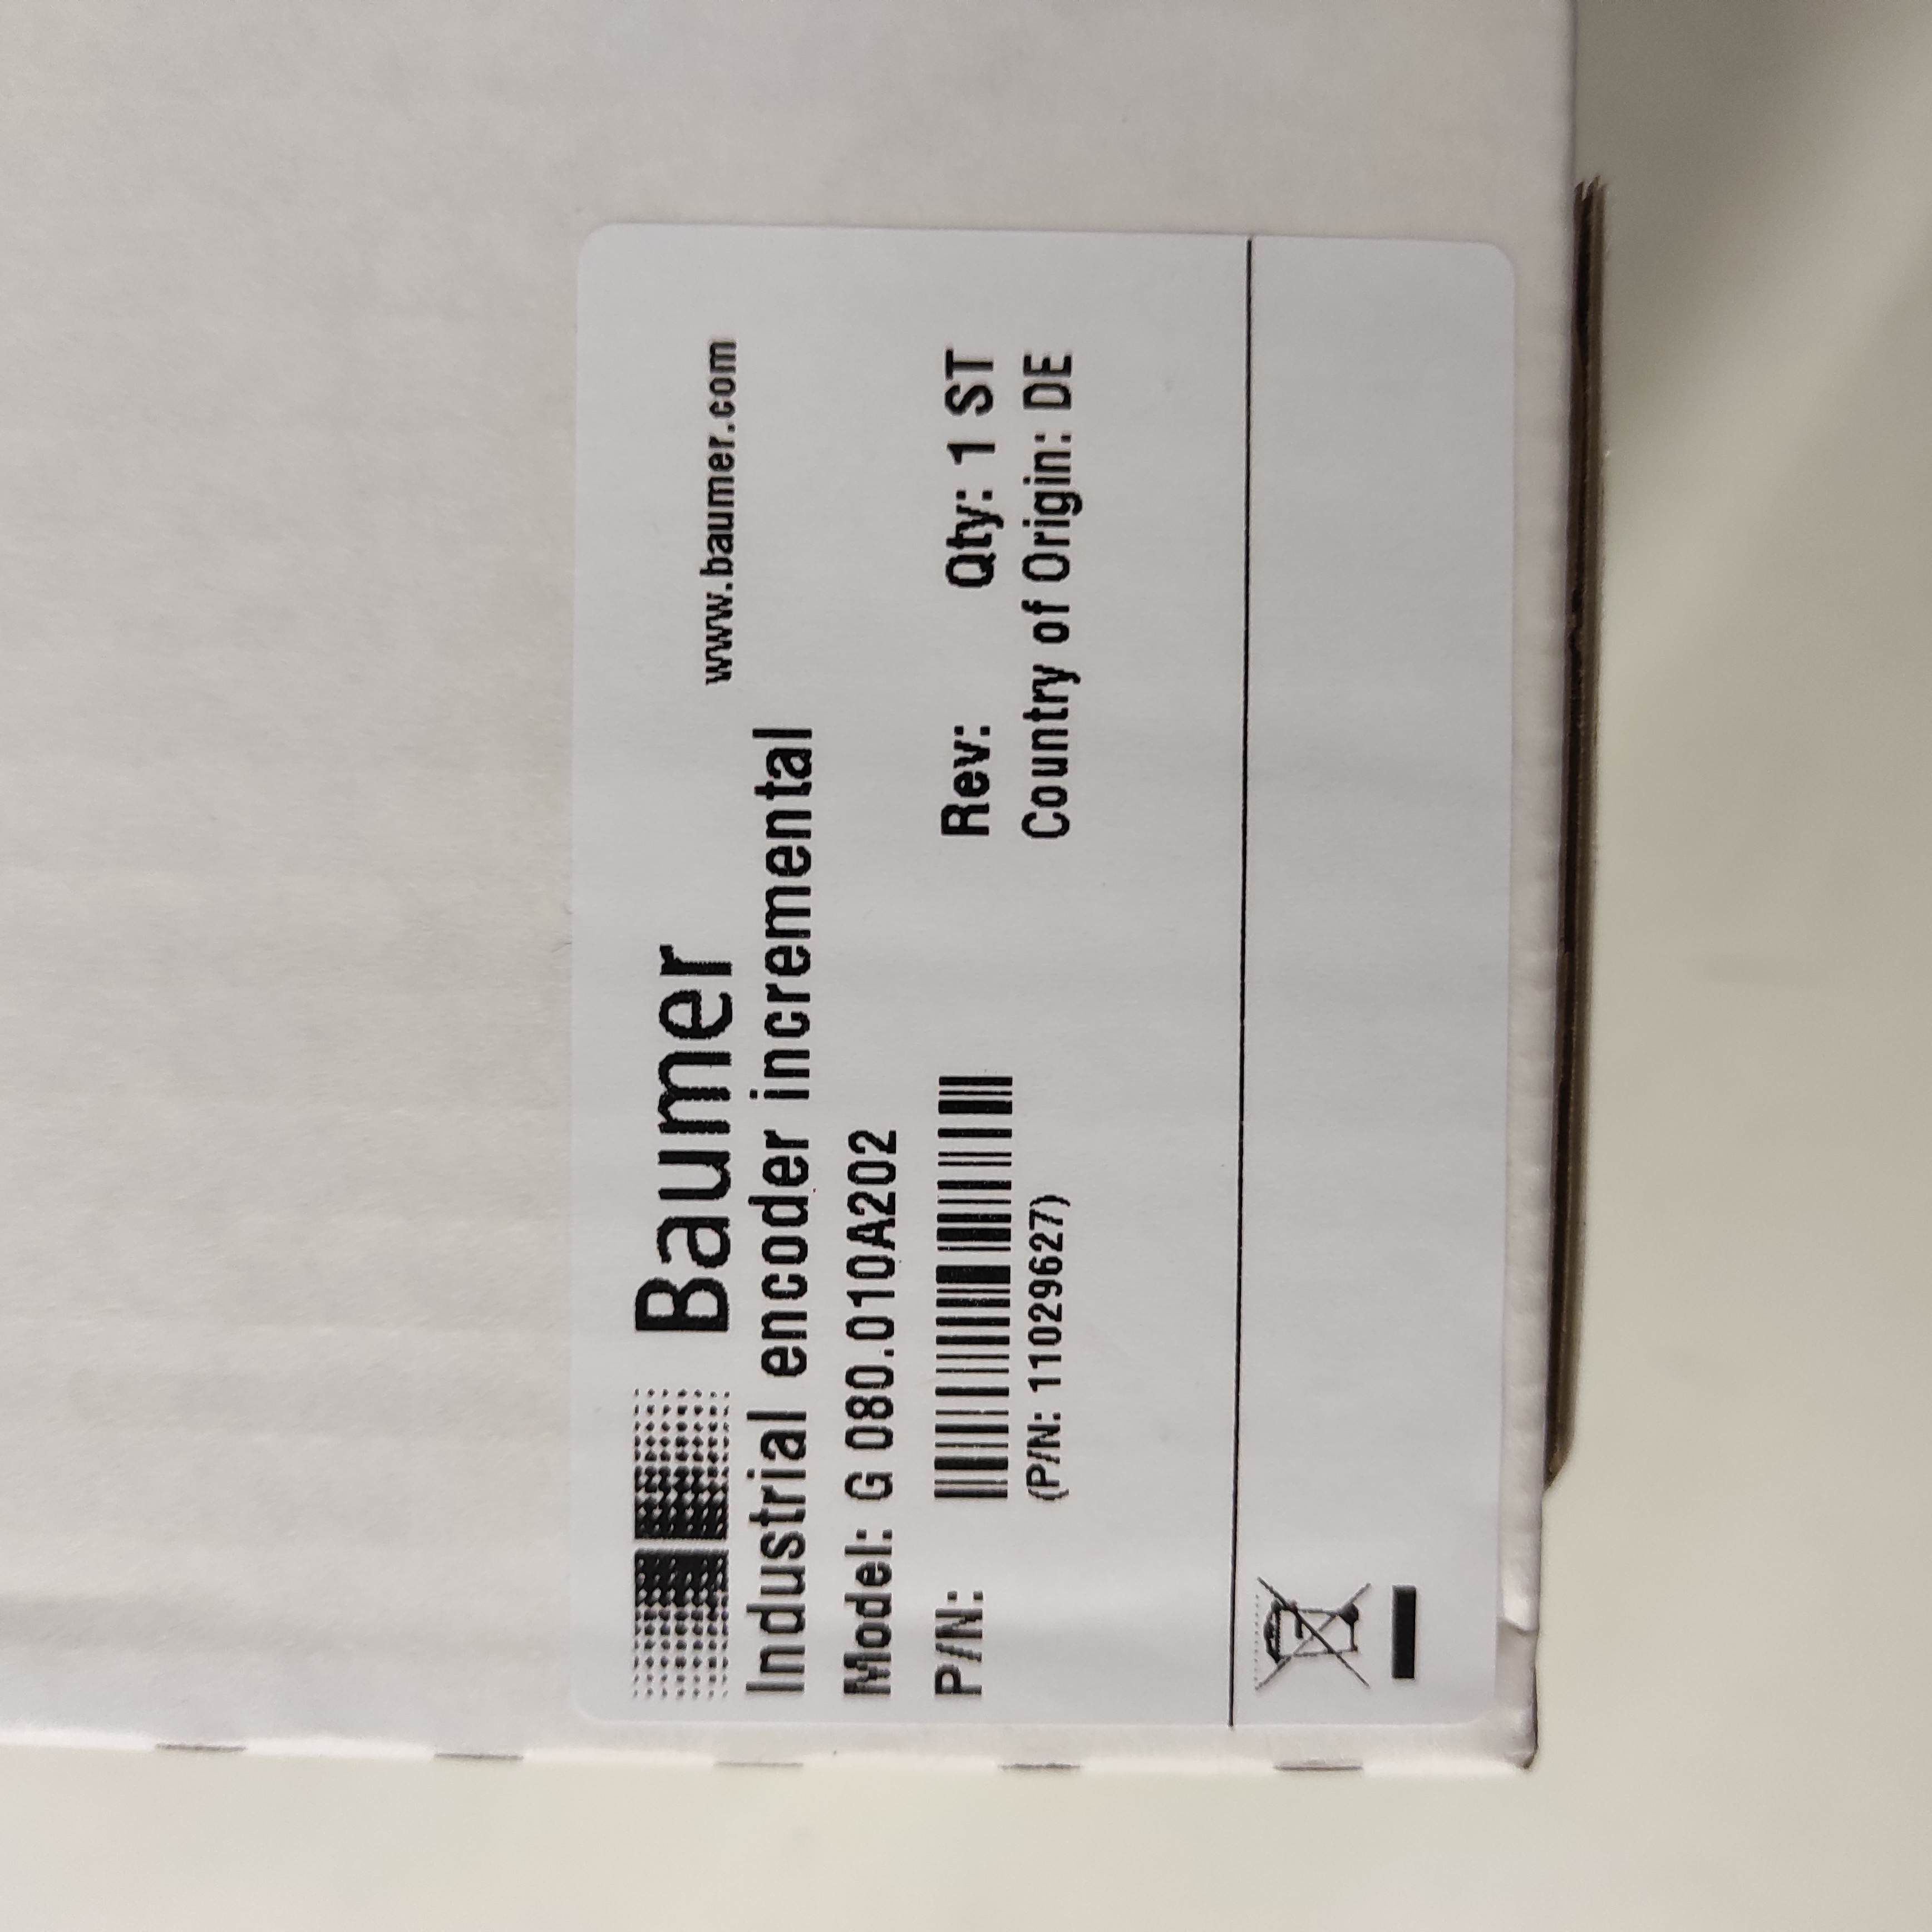 Baumer
www.baumer.com
Industrial encoder incremental
Model: G 080.010A202
P/N:
Rev:
Qty: 1 ST
(P/N: 11029627)
Country of Origin: DE